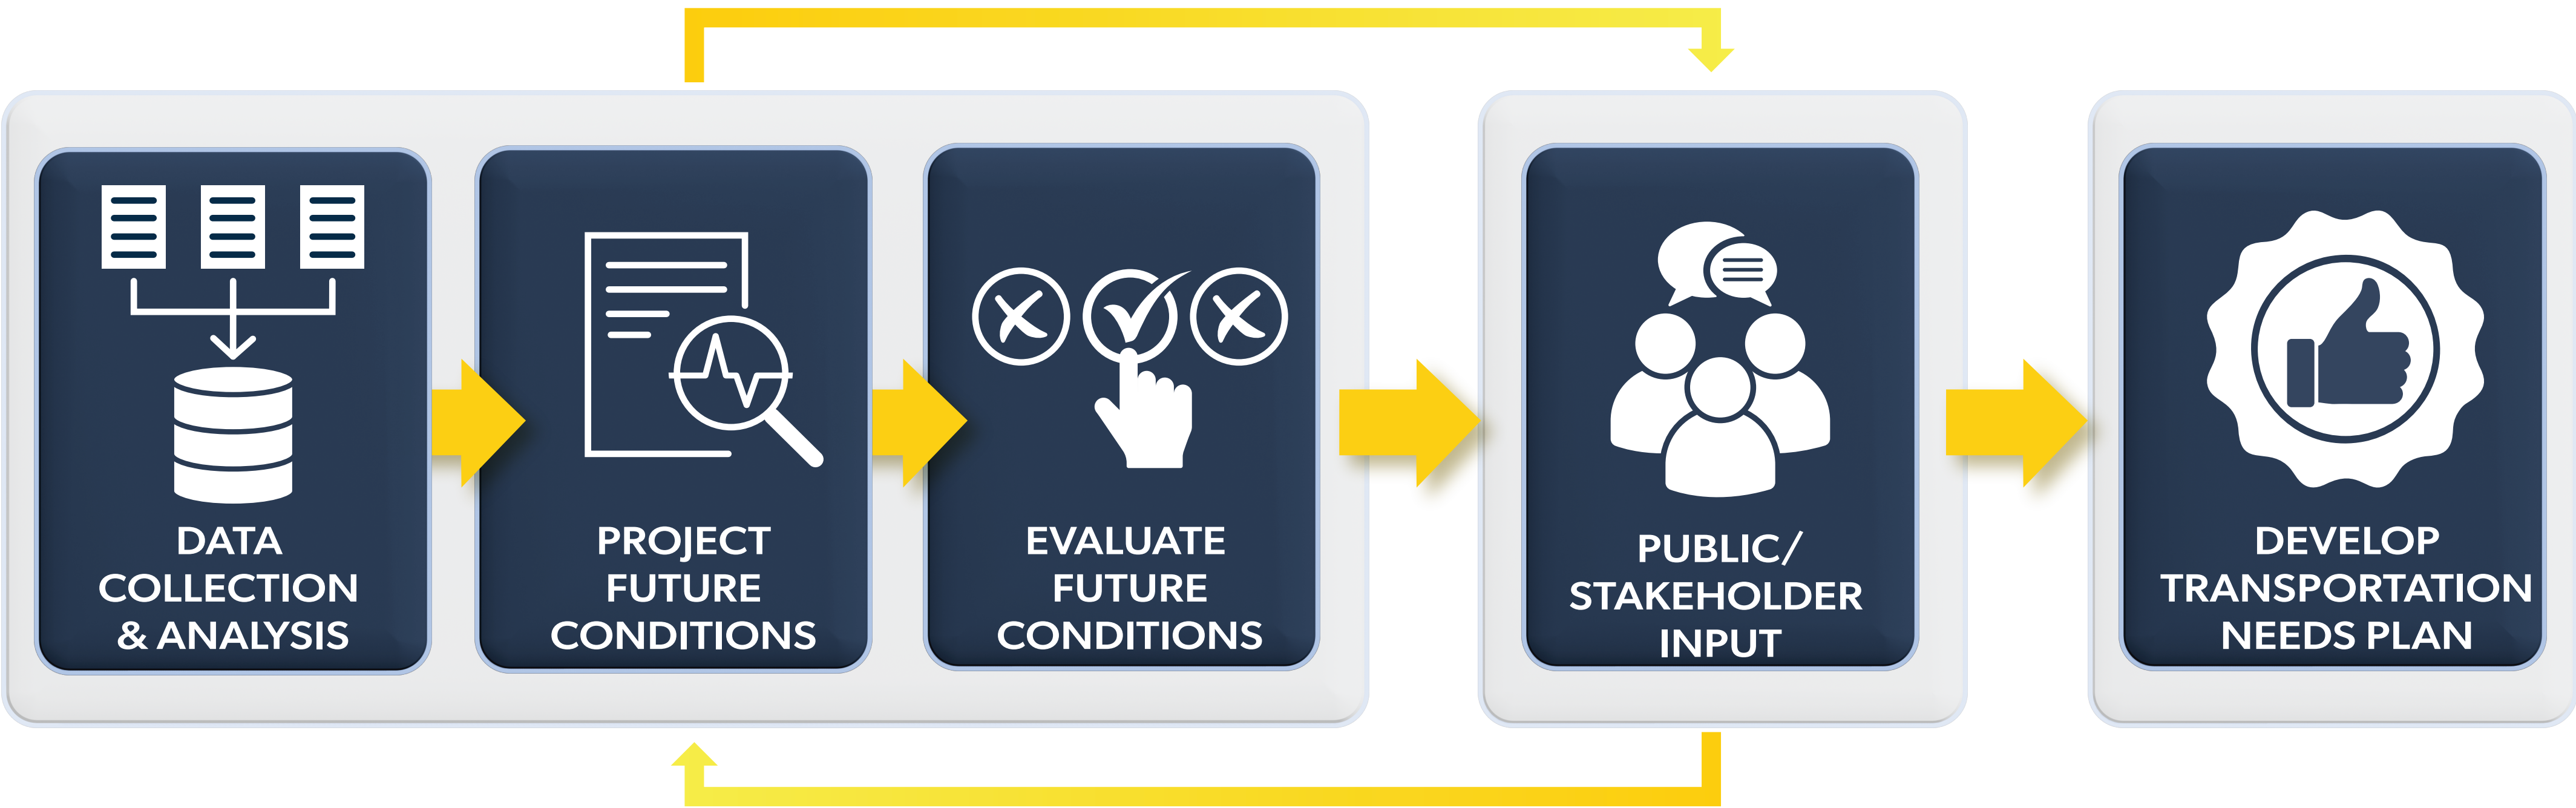 DATA
COLLECTION
& ANALYSIS
PROJECT
FUTURE
CONDITIONS
EVALUATE
FUTURE
CONDITIONS
PUBLIC/
STAKEHOLDER
INPUT
DEVELOP
TRANSPORTATION
NEEDS PLAN